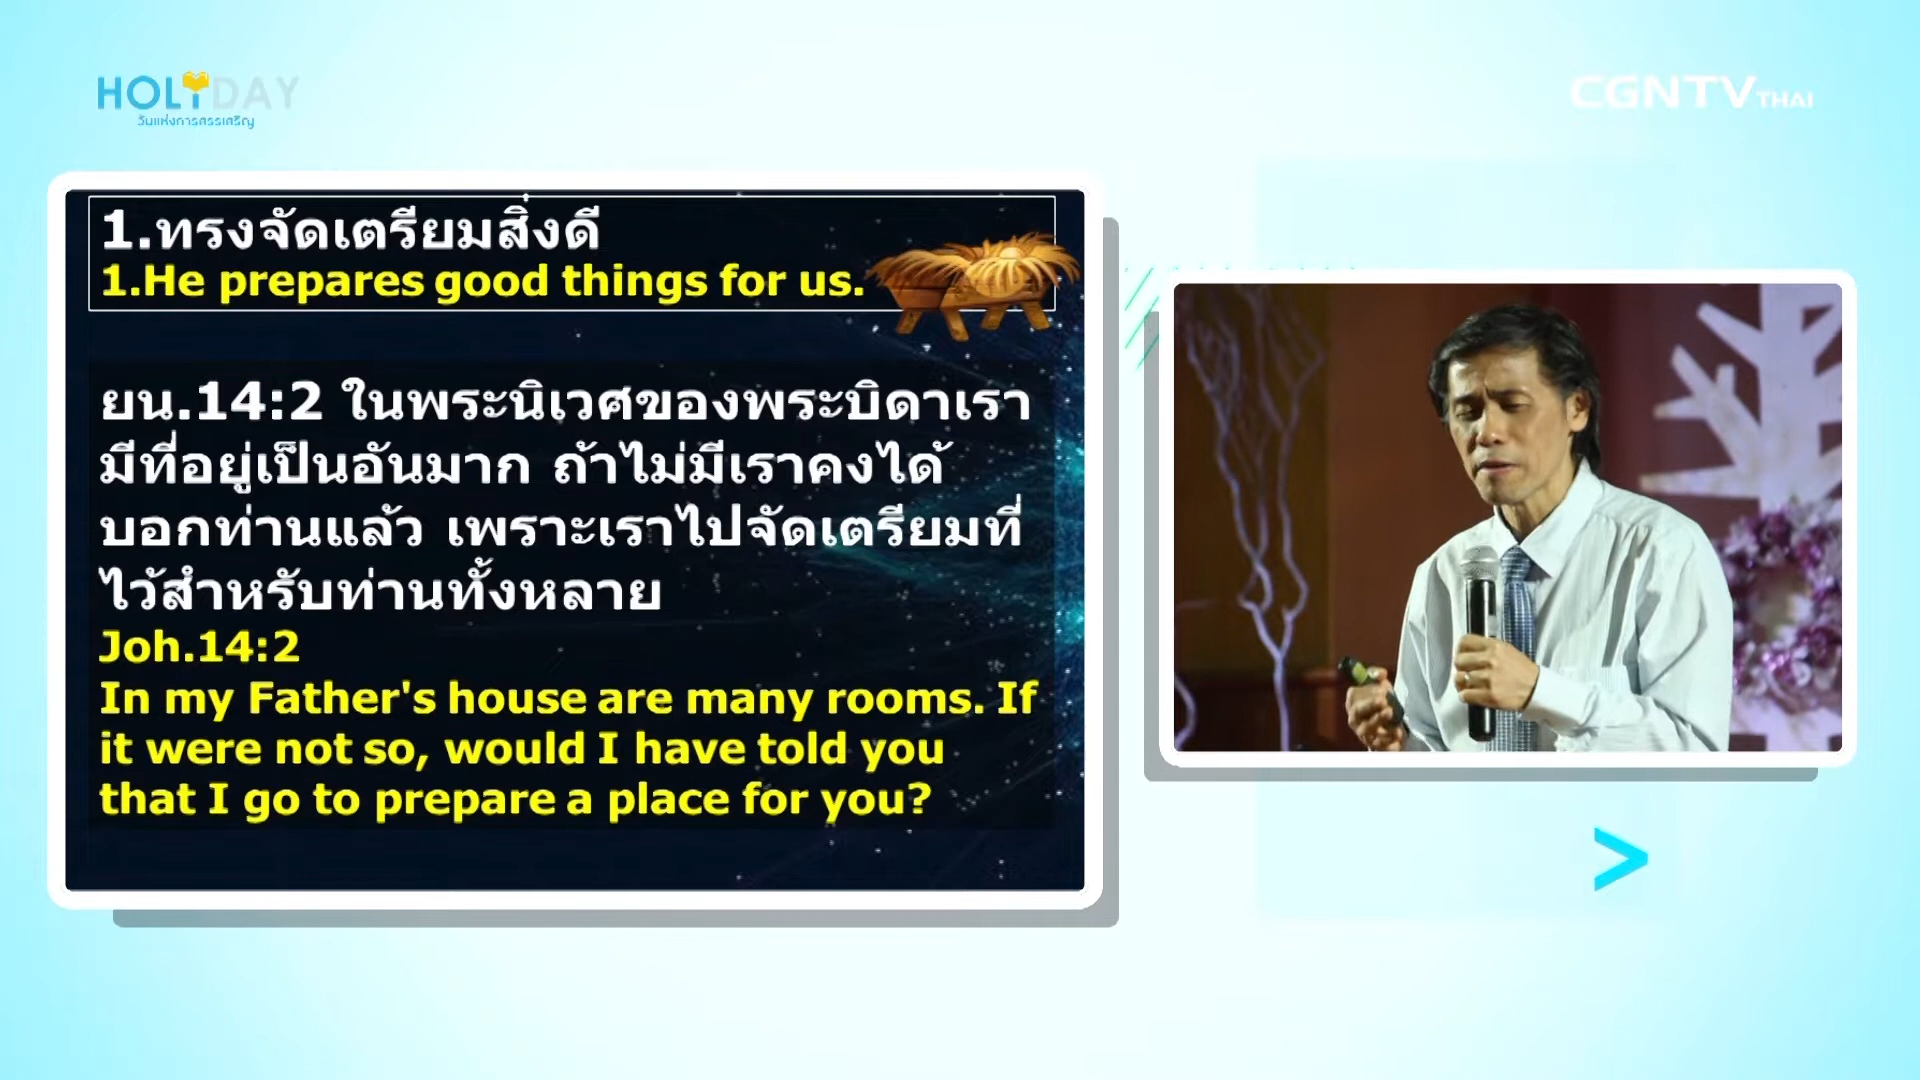 HOLYDAY
วันแห่งการสรรเสริญ
CGNTV THAI
1.ทรงจัดเตรียมสิ่งดี
1.He prepares good things for us.
ยน.14:2 ในพระนิเวศของพระบิดาเรา
มีที่อยู่เป็นอันมาก ถ้าไม่มีเราคงได้
บอกท่านแล้ว เพราะเราไปจัดเตรียมที่
ไว้สำหรับท่านทั้งหลาย
Joh.14:2
In my Father's house are many rooms. If
it were not so, would I have told you
that I go to prepare a place for you?